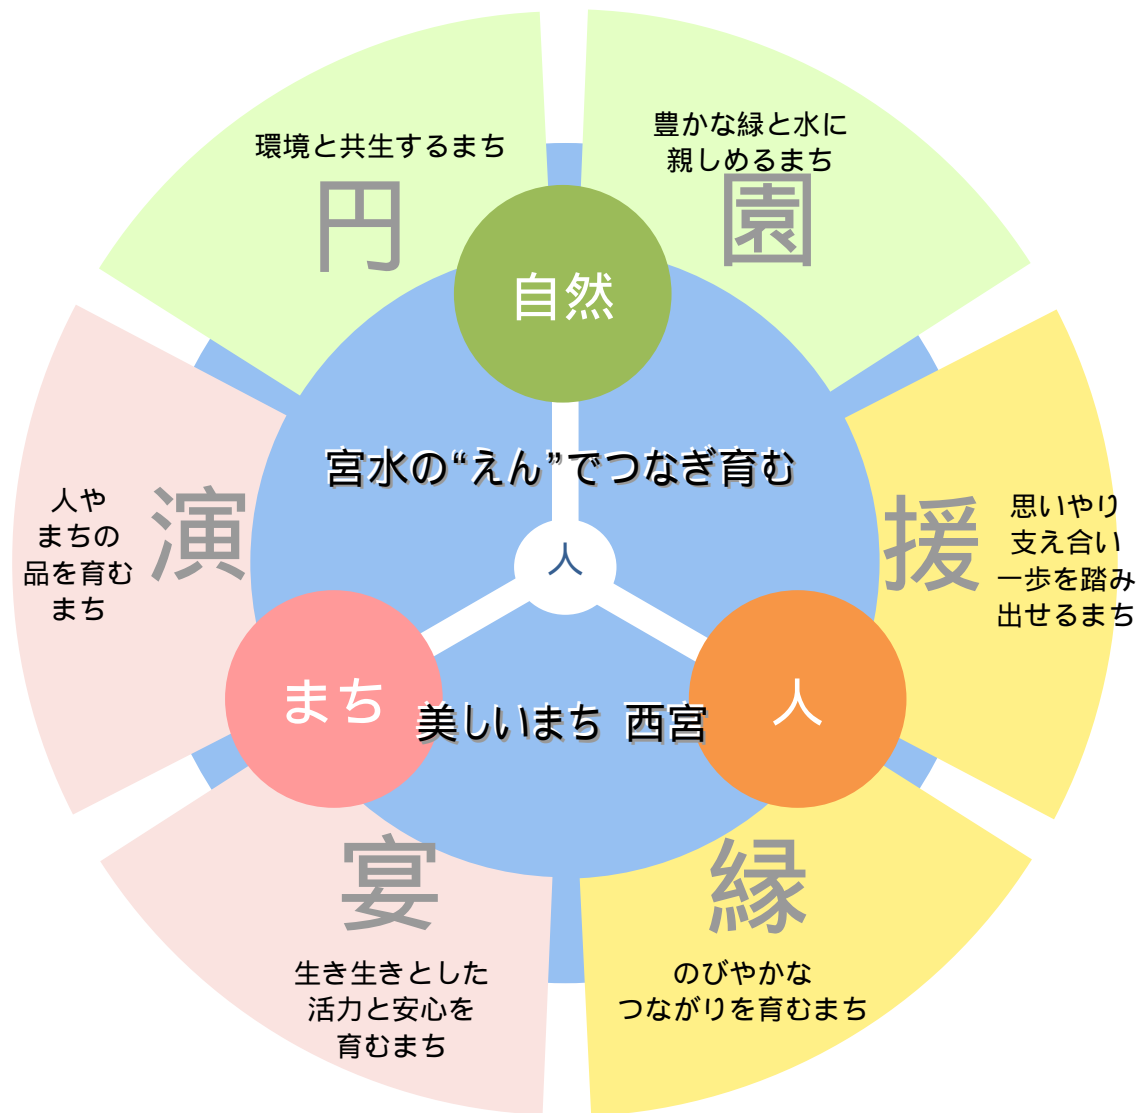 環境と共生するまち
円
豊かな緑と水に
親しめるまち
園
自然
宮水の“えん”でつなぎ育む
人や
まちの
品を育む
まち
演
人
援
思いやり
支え合い
一歩を踏み
出せるまち
まち
美しいまち 西宮
人
宴
生き生きとした
活力と安心を
育むまち
縁
のびやかな
つながりを育むまち